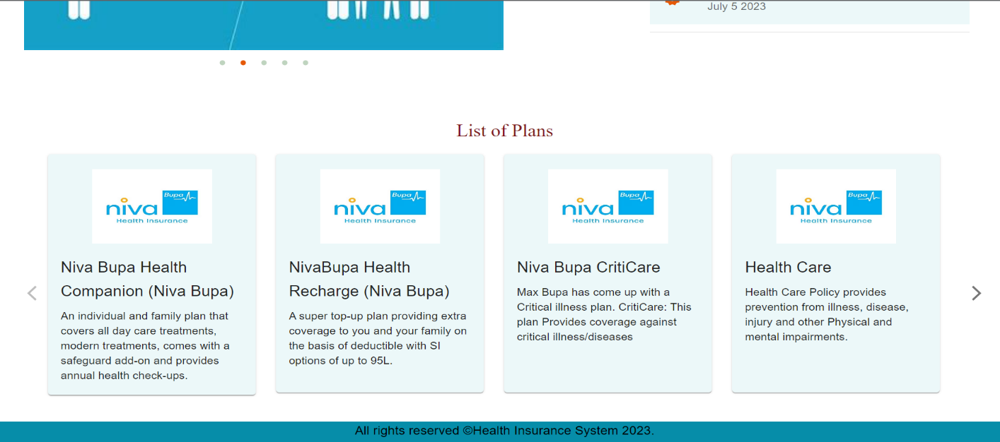 July 5 2023
List of Plans
Bupa
niva
Health Insurance
Niva Bupa Health
Companion (Niva Bupa)
An individual and family plan that
covers all day care treatments,
modern treatments, comes with a
safeguard add-on and provides
annual health check-ups.
Bupa
niva
Health Insurance
NivaBupa Health
Recharge (Niva Bupa)
A super top-up plan providing extra
coverage to you and your family on
the basis of deductible with SI
options of up to 95L.
Bupa
niva
Health Insurance
Niva Bupa CritiCare
Max Bupa has come up with a
Critical illness plan. CritiCare: This
plan Provides coverage against
critical illness/diseases
Bupa
niva
Health Insurance
Health Care
Health Care Policy provides
prevention from illness, disease,
injury and other Physical and
mental impairments.
All rights reserved ©Health Insurance System 2023.